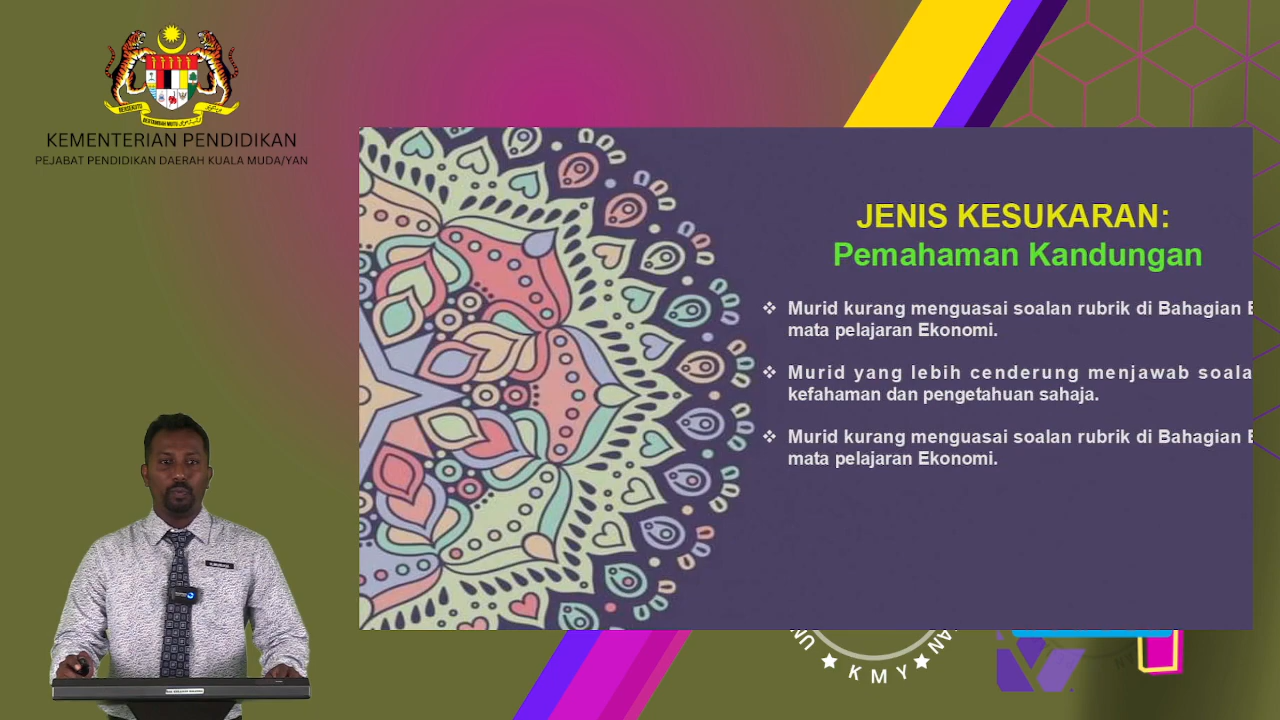 KEMENTERIAN PENDIDIKAN
PEJABAT PENDIDIKAN DAERAH KUALA MUDA/YAN
JENIS KESUKARAN:
Pemahaman Kandungan
❖ Murid kurang menguasai soalan rubrik di Bahagian
mata pelajaran Ekonomi.
❖ Murid yang lebih cenderung menjawab soala
kefahaman dan pengetahuan sahaja.
❖ Murid kurang menguasai soalan rubrik di Bahagian
mata pelajaran Ekonomi.
KMY